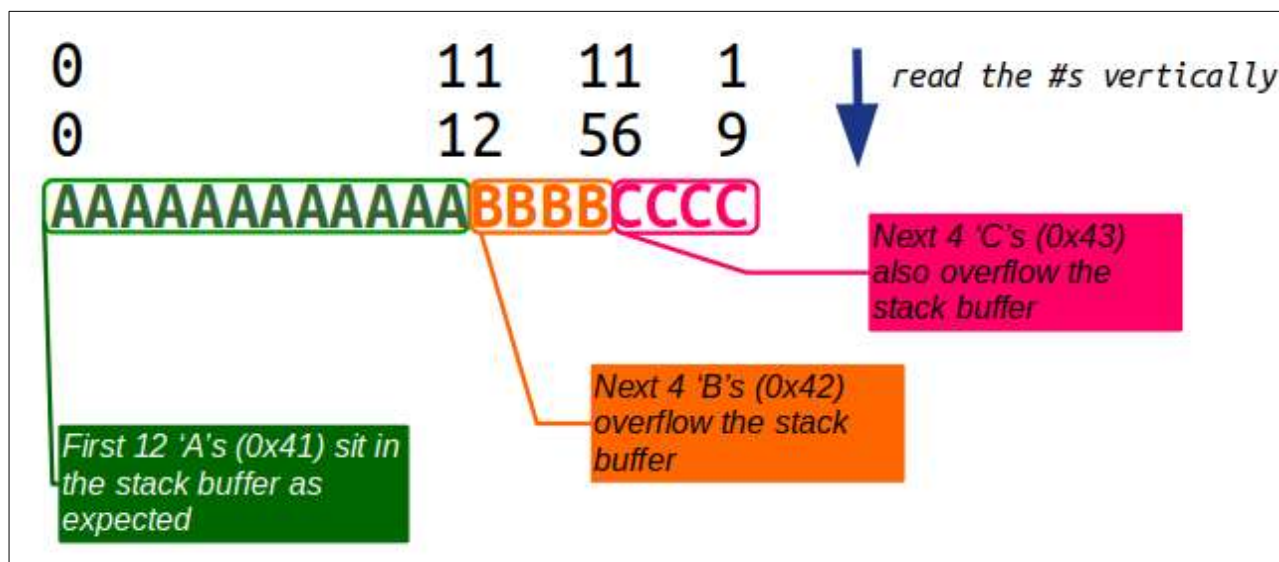 0 11 11 1 read the #s vertically
0 12 56 9
AAAAAAAAAAAABBBBCCCC
Next 4 ‘C’s (0x43)
also overflow the
stack buffer
Next 4 ‘B’s (0x42)
overflow the stack
buffer
First 12 ‘A’s (0x41) sit in
the stack buffer as
expected